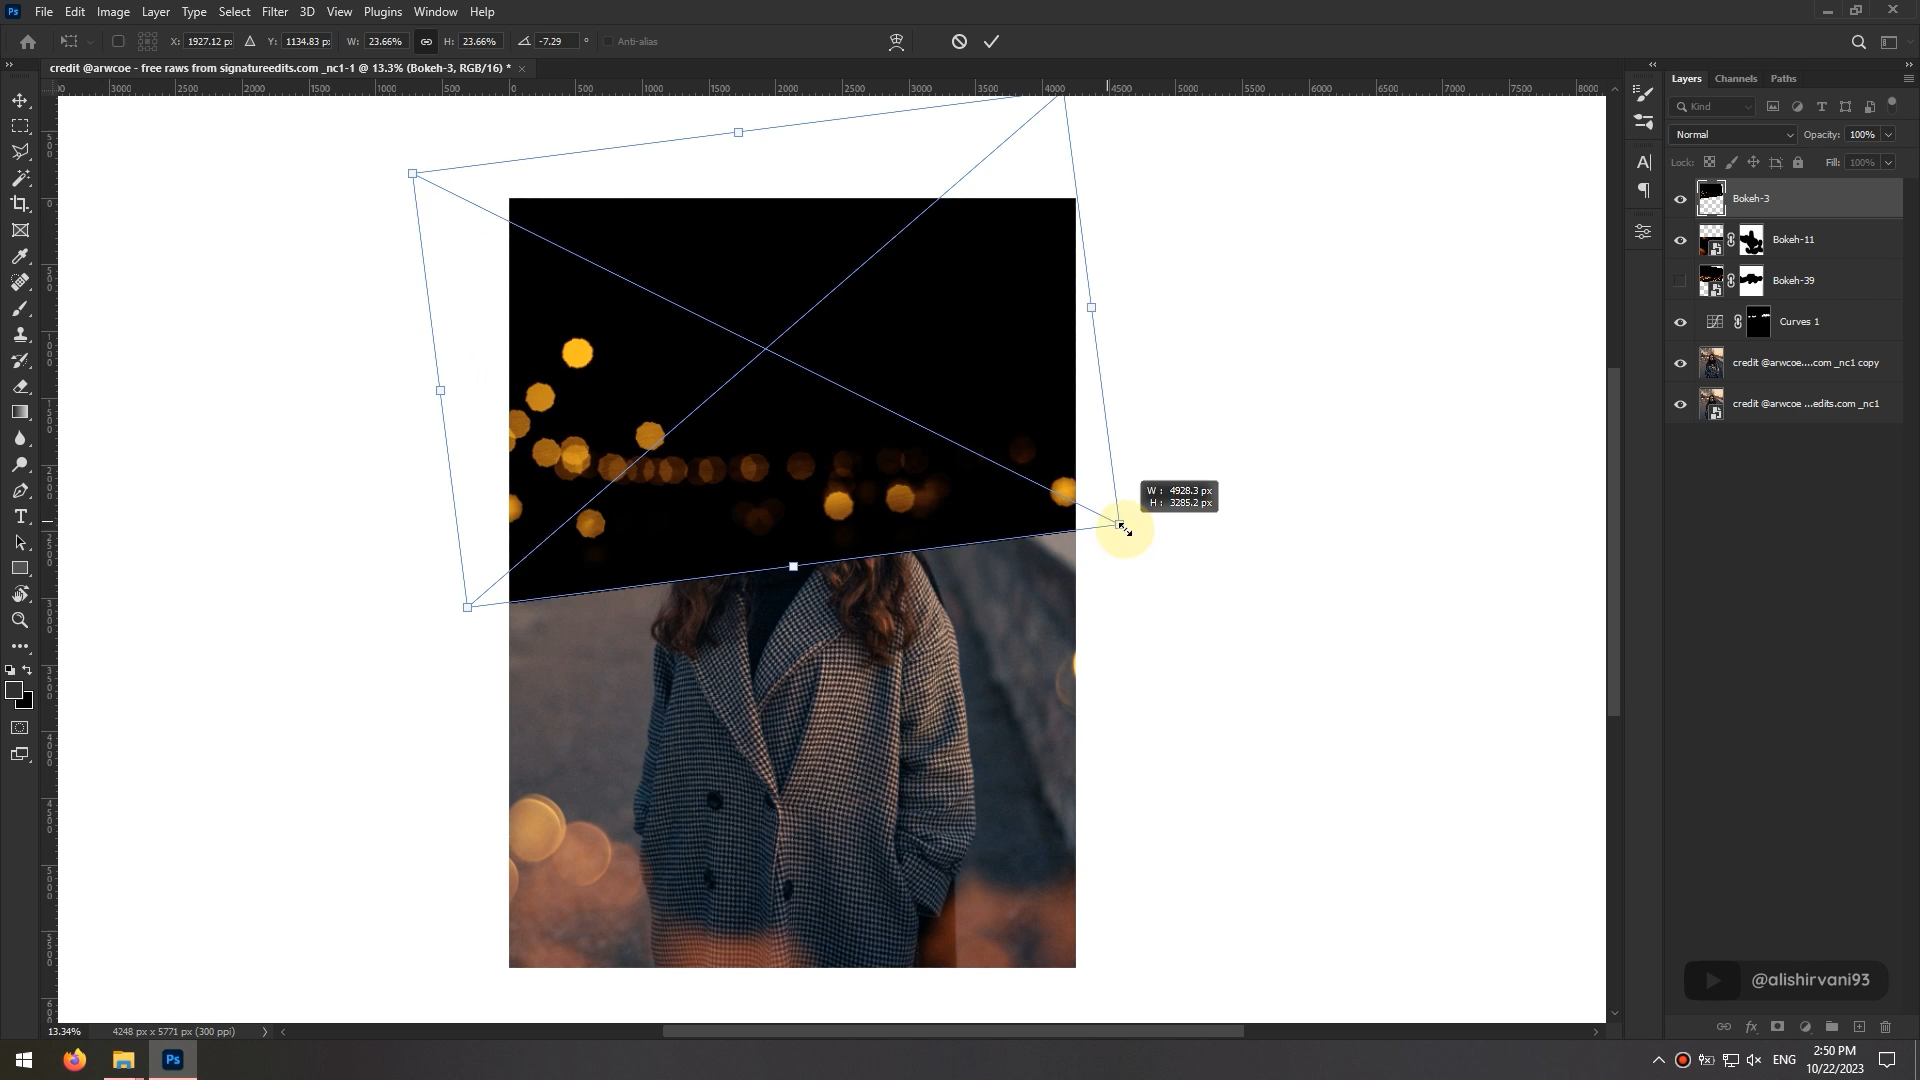 Ps File Edit Image Layer Type Select Filter 3D View Plugins Window Help
X: 1927.12 p: Y: 1134.83 p: W: 23.66% H: 23.66% -7.29 ° Anti-alias
credit @arwcoe - free raws from signatureedits.com _nc1-1 @ 13.3% (Bokeh-3, RGB/16) *
3000 2500 2000 1500 1000 500 0 500 1000 1500 2000 2500 3000 3500 4000 4500 5000 5500 6000 6500 7000 7500 8000
Layers Channels Paths
Kind
Normal Opacity: 100%
Lock: Fill: 100%
Bokeh-3
Bokeh-11
Bokeh-39
Curves 1
credit @arwcoe....com _nc1 copy
credit @arwcoe ...edits.com _nc1
W : 4928.3 px
H : 3285.2 px
@alishirvani93
13.34% 4248 px x 5771 px (300 ppi)
Ps
ENG
2:50 PM
10/22/2023